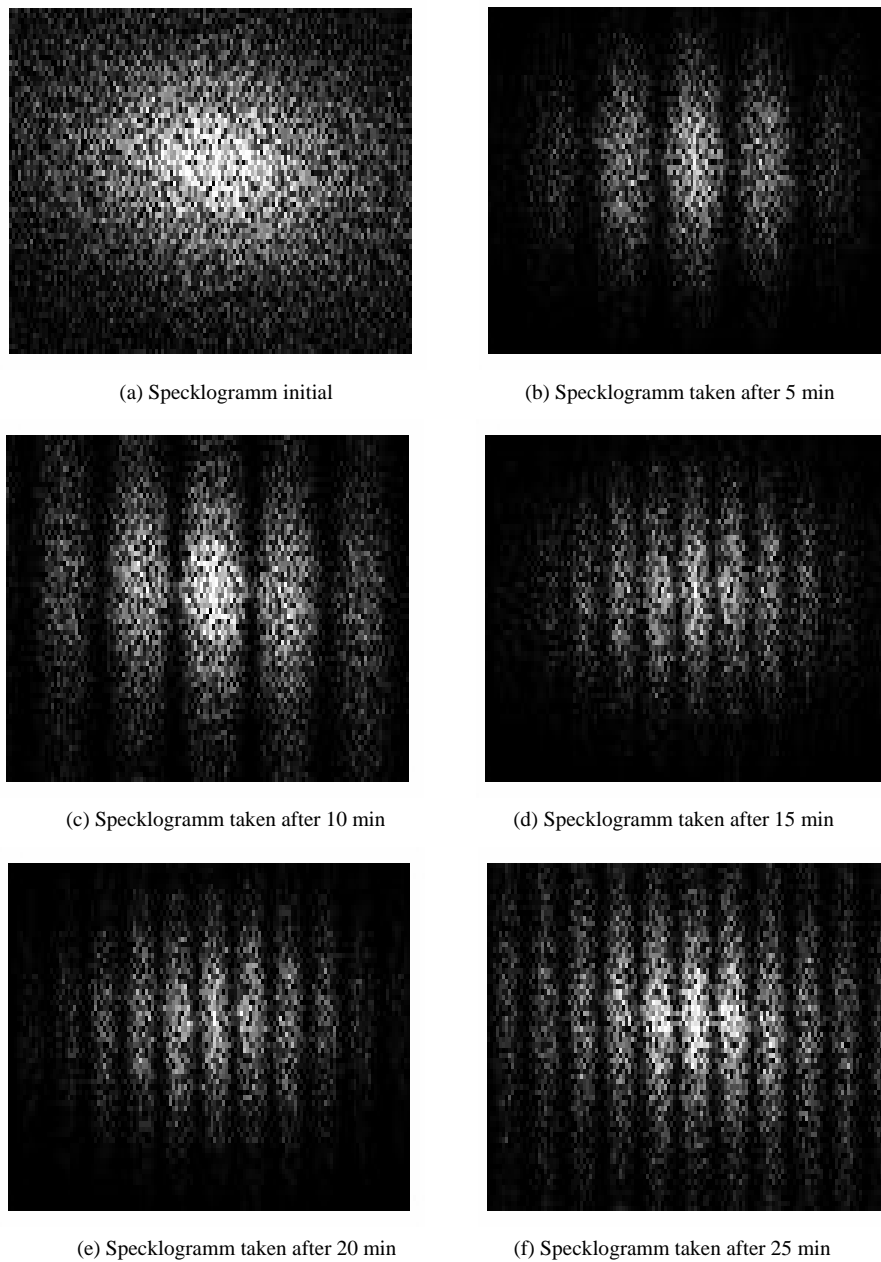 (a) Specklogramm initial
(b) Specklogramm taken after 5 min
(c) Specklogramm taken after 10 min
(d) Specklogramm taken after 15 min
(e) Specklogramm taken after 20 min
(f) Specklogramm taken after 25 min